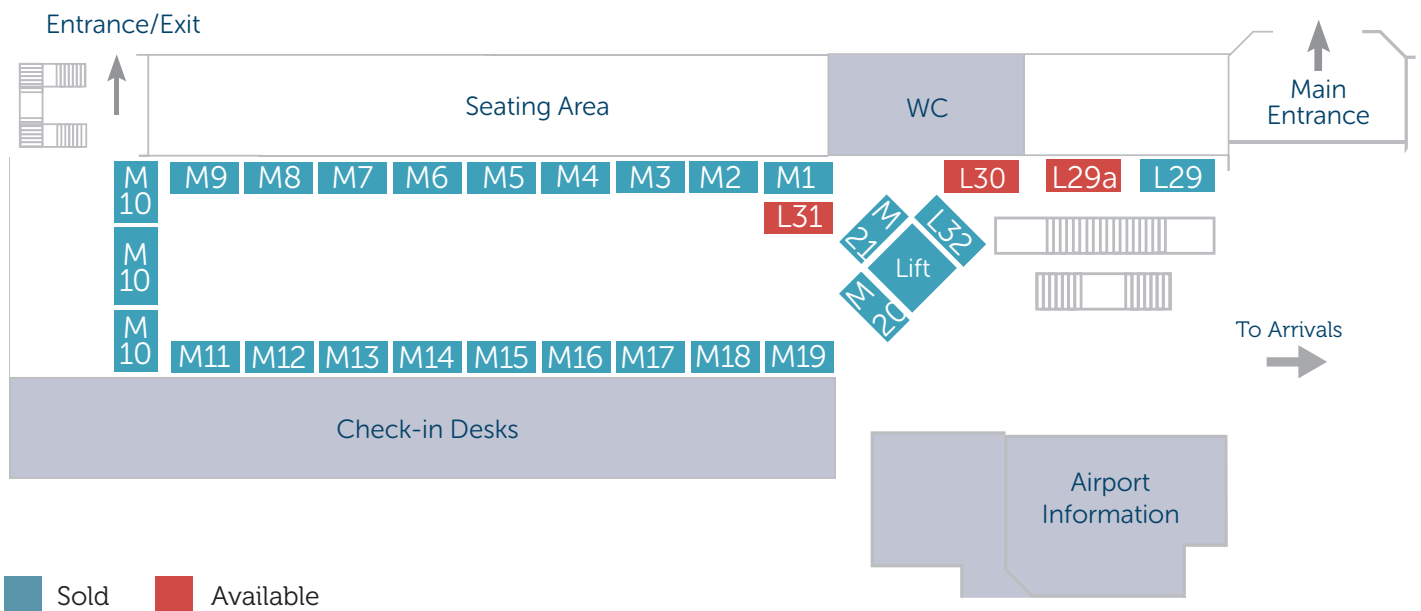 Entrance/Exit
Seating Area
WC
Main
Entrance
M
10
M9
M8
M7
M6
M5
M4
M3
M2
M1
L30
L29a
L29
L31
M
21
L32
Lift
M
20
M
10
M
10
To Arrivals
M11
M12
M13
M14
M15
M16
M17
M18
M19
Check-in Desks
Airport
Information
Sold
Available